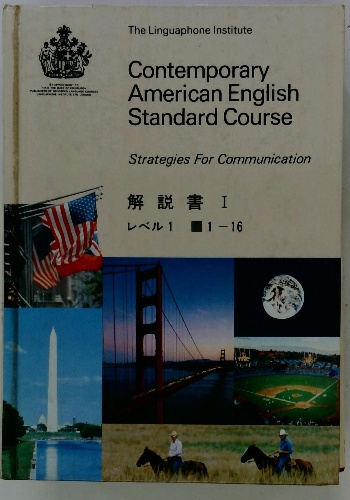 The Linguaphone Institute
Contemporary
American English
Standard Course
Strategies For Communication
解説書 I
レベル1 ■1－16